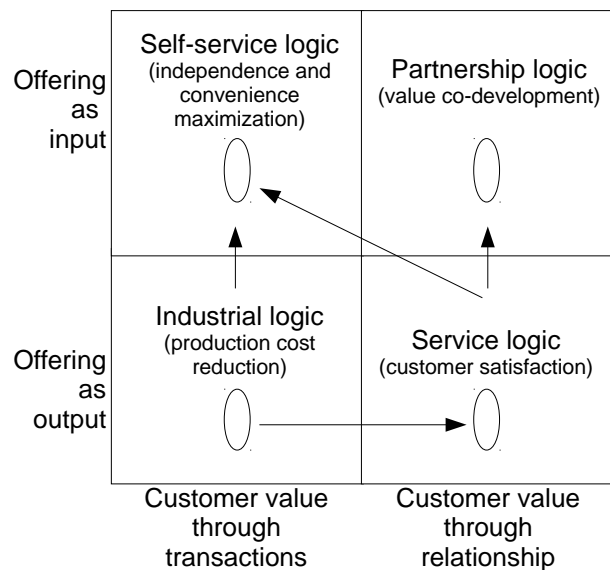 Offering
as
input
Self-service logic
(independence and
convenience
maximization)
Partnership logic
(value co-development)
Offering
as
output
Industrial logic
(production cost
reduction)
Service logic
(customer satisfaction)
Customer value
through
transactions
Customer value
through
relationship